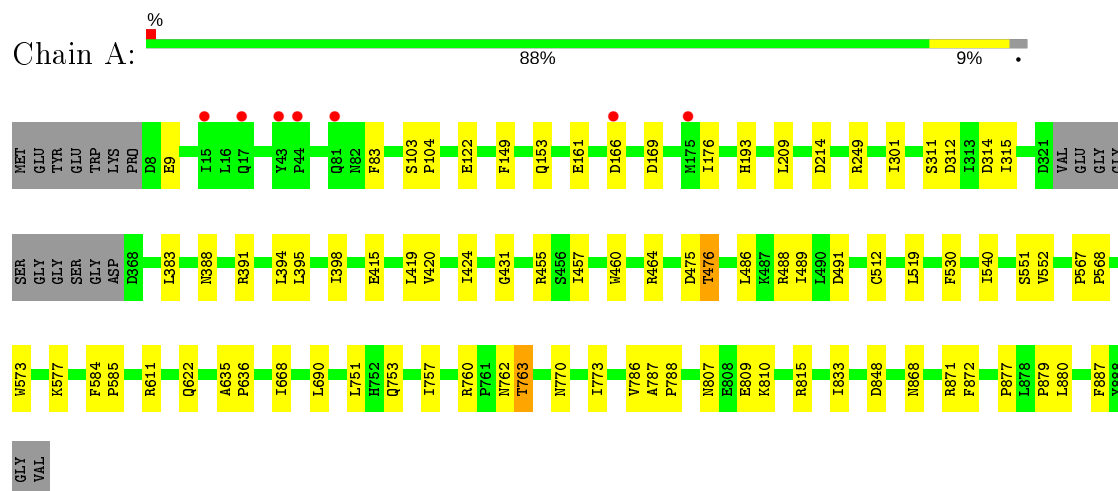 %
Chain A:
88% 9% •
MET GLU TYR GLU TRP LYS PRO D8 E9 I15 L16 Q17 Y43 P44 Q81 N82 F83 S103 P104 E122 F149 Q153 E161 D166 D169 M175 I176 H193 L209 D214 R249 I301 S311 D312 I313 D314 I315 D321 VAL GLU GLY GLY
SER GLY GLY SER GLY ASP D368 L383 N388 R391 L394 L395 I398 E415 L419 V420 I424 G431 R455 S456 I457 W460 R464 D475 T476 L486 K487 R488 I489 L490 D491 C512 L519 F530 I540 S551 V552 P567 P568
W573 K577 F584 P585 R611 Q622 A635 P636 I668 L690 L751 H752 Q753 I757 R760 P761 N762 T763 N770 I773 V786 A787 P788 N807 E808 E809 K810 R815 I833 D848 N868 R871 F872 P877 L878 P879 L880 F887
GLY VAL